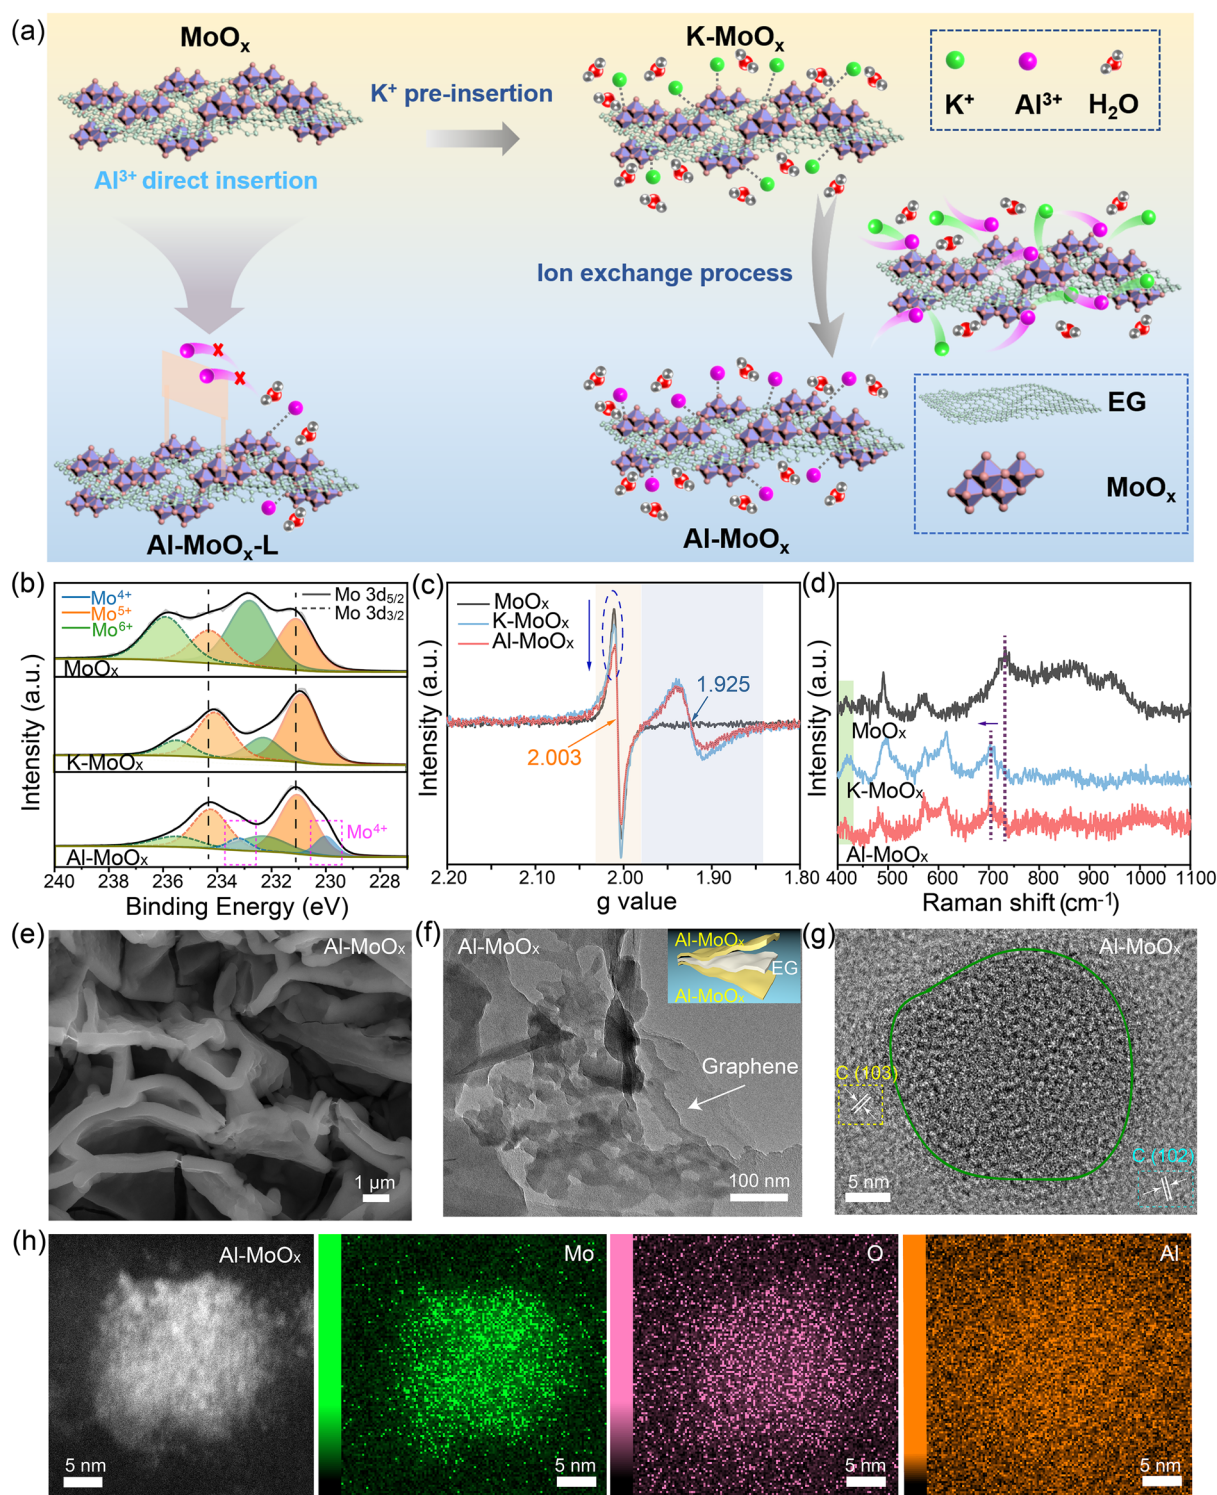 (a)
MoOₓ
K⁺ pre-insertion
K-MoOₓ
K⁺ Al³⁺ H₂O
Al³⁺ direct insertion
Ion exchange process
EG
MoOₓ
Al-MoOₓ-L
Al-MoOₓ
(b)
Mo⁴⁺
Mo⁵⁺
Mo⁶⁺
Mo 3d₅/₂
Mo 3d₃/₂
MoOₓ
K-MoOₓ
Mo⁴⁺
Al-MoOₓ
Intensity (a.u.)
240 238 236 234 232 230 228
Binding Energy (eV)
(c)
MoOₓ
K-MoOₓ
Al-MoOₓ
1.925
2.003
Intensity (a.u.)
2.20 2.10 2.00 1.90 1.80
g value
(d)
MoOₓ
K-MoOₓ
Al-MoOₓ
Intensity (a.u.)
400 500 600 700 800 900 1000 1100
Raman shift (cm⁻¹)
(e)
Al-MoOₓ
1 μm
(f)
Al-MoOₓ
Al-MoOₓ
EG
Al-MoOₓ
Graphene
100 nm
(g)
Al-MoOₓ
C (103)
C (102)
5 nm
(h)
Al-MoOₓ
5 nm
Mo
5 nm
O
5 nm
Al
5 nm